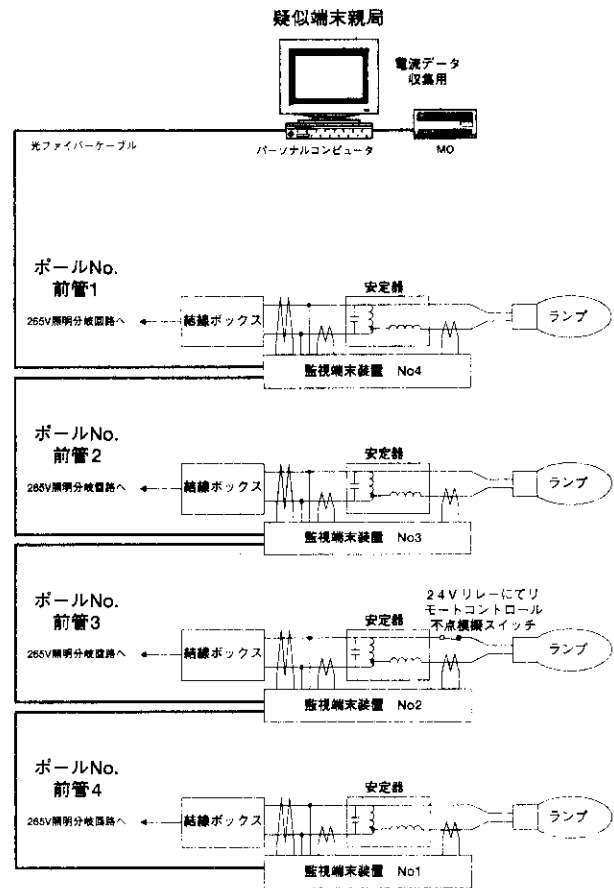 疑似端末親局
電流データ
収集用
光ファイバーケーブル
パーソナルコンピュータ
MO
ポールNo.
前管1
安定器
265V照明分岐回路へ
結線ボックス
ランプ
監視端末装置 No4
ポールNo.
前管2
安定器
265V照明分岐回路へ
結線ボックス
ランプ
監視端末装置 No3
ポールNo.
前管3
24Vリレーにてリ
モートコントロール
不点模擬スイッチ
安定器
265V照明分岐回路へ
結線ボックス
ランプ
監視端末装置 No2
ポールNo.
前管4
安定器
265V照明分岐回路へ
結線ボックス
ランプ
監視端末装置 No1